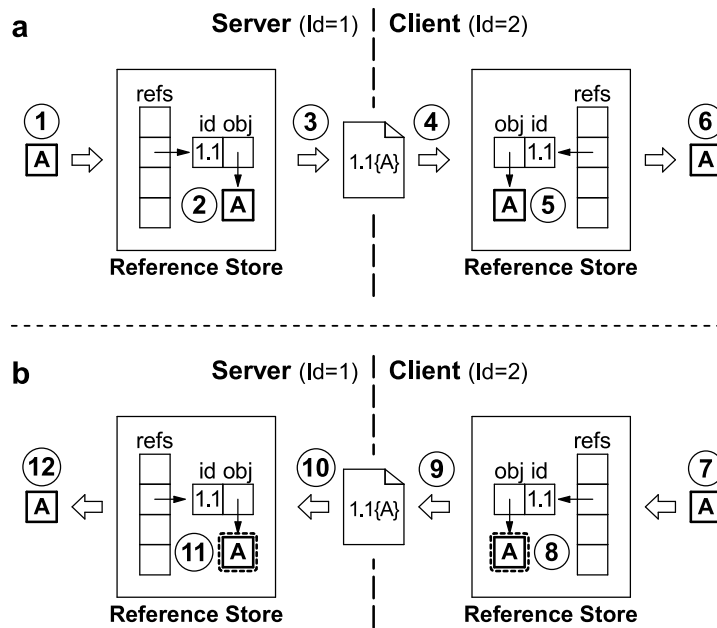 a
Server (Id=1) Client (Id=2)
refs refs
1 id obj 3 4 obj id 6
A 1.1 1.1{A} 1.1 A
2 A A 5
Reference Store Reference Store
b
Server (Id=1) Client (Id=2)
refs refs
12 id obj 10 9 obj id 7
A 1.1 1.1{A} 1.1 A
11 A A 8
Reference Store Reference Store